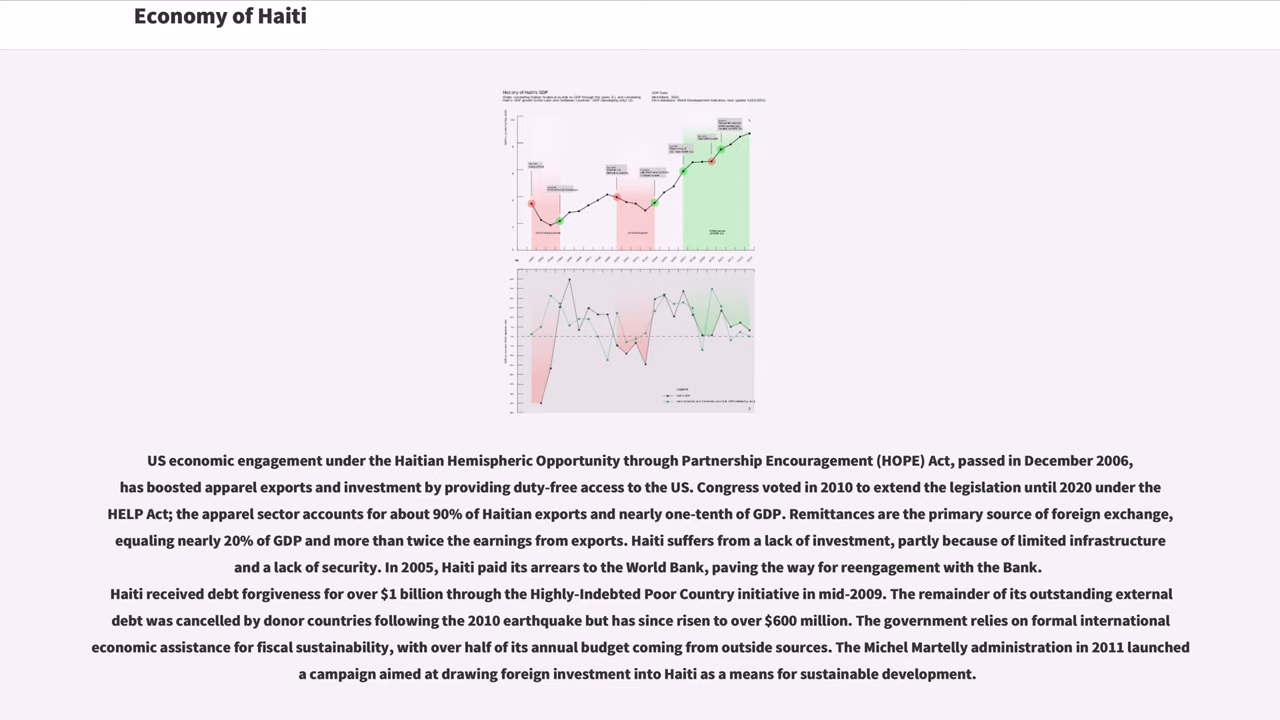 Economy of Haiti
History of Haiti's GDP
GDP Data
US economic engagement under the Haitian Hemispheric Opportunity through Partnership Encouragement (HOPE) Act, passed in December 2006,
has boosted apparel exports and investment by providing duty-free access to the US. Congress voted in 2010 to extend the legislation until 2020 under the
HELP Act; the apparel sector accounts for about 90% of Haitian exports and nearly one-tenth of GDP. Remittances are the primary source of foreign exchange,
equaling nearly 20% of GDP and more than twice the earnings from exports. Haiti suffers from a lack of investment, partly because of limited infrastructure
and a lack of security. In 2005, Haiti paid its arrears to the World Bank, paving the way for reengagement with the Bank.
Haiti received debt forgiveness for over $1 billion through the Highly-Indebted Poor Country initiative in mid-2009. The remainder of its outstanding external
debt was cancelled by donor countries following the 2010 earthquake but has since risen to over $600 million. The government relies on formal international
economic assistance for fiscal sustainability, with over half of its annual budget coming from outside sources. The Michel Martelly administration in 2011 launched
a campaign aimed at drawing foreign investment into Haiti as a means for sustainable development.